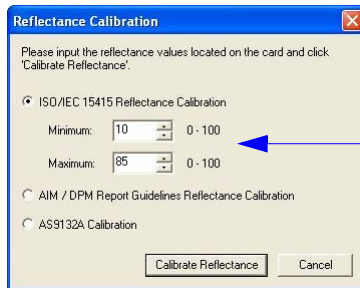 Reflectance Calibration
Please input the reflectance values located on the card and click
'Calibrate Reflectance'.
ISO/IEC 15415 Reflectance Calibration
Minimum: 10 0 - 100
Maximum: 85 0 - 100
AIM / DPM Report Guidelines Reflectance Calibration
AS9132A Calibration
Calibrate Reflectance Cancel